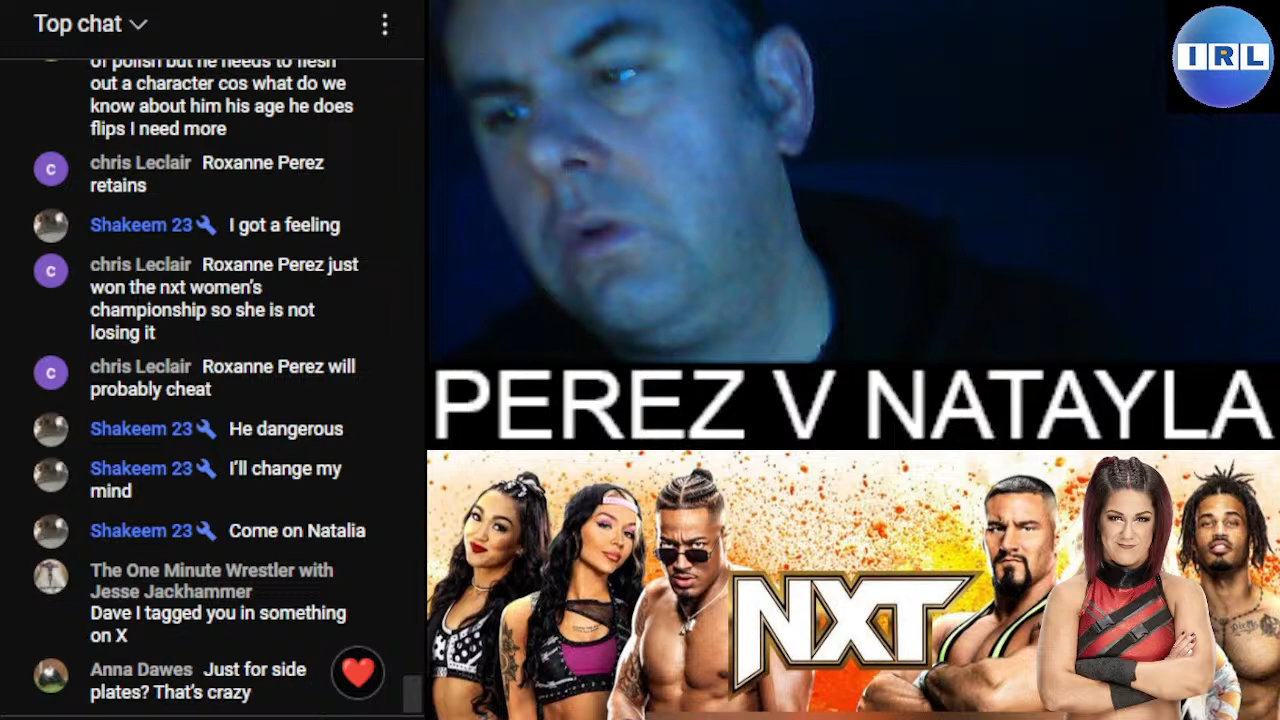 Top chat
of polish but he needs to flesh
out a character cos what do we
know about him his age he does
flips I need more
chris Leclair Roxanne Perez
retains
Shakeem 23 I got a feeling
chris Leclair Roxanne Perez just
won the nxt women's
championship so she is not
losing it
chris Leclair Roxanne Perez will
probably cheat
Shakeem 23 He dangerous
Shakeem 23 I'll change my
mind
Shakeem 23 Come on Natalia
The One Minute Wrestler with
Jesse Jackhammer
Dave I tagged you in something
on X
Anna Dawes Just for side
plates? That's crazy
C
C
C
IRL
PEREZ V NATAYLA
NXT